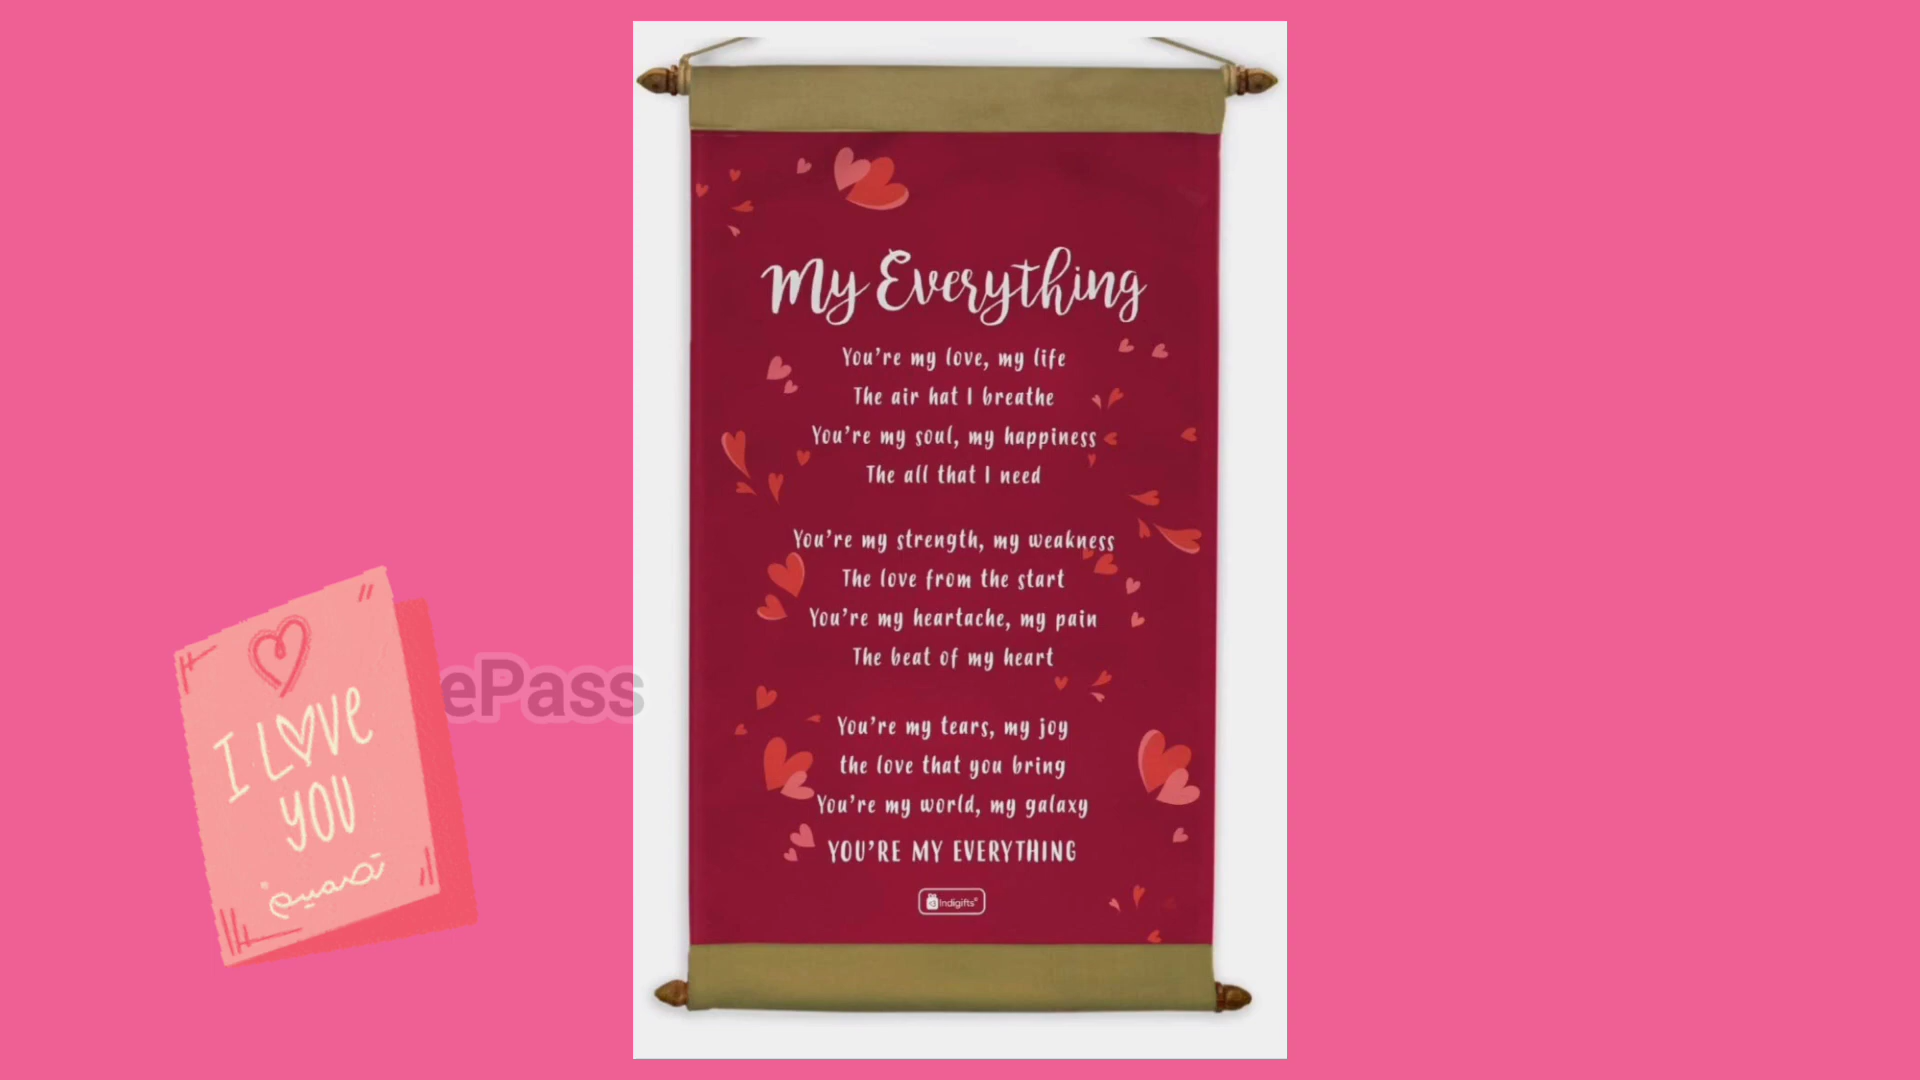 My Everything
You're my love, my life
The air hat I breathe
You're my soul, my happiness
The all that I need
You're my strength, my weakness
The love from the start
You're my heartache, my pain
The beat of my heart
You're my tears, my joy
the love that you bring
You're my world, my galaxy
YOU'RE MY EVERYTHING
Indigifts
ePass
I LOVE
YOU
تصميم